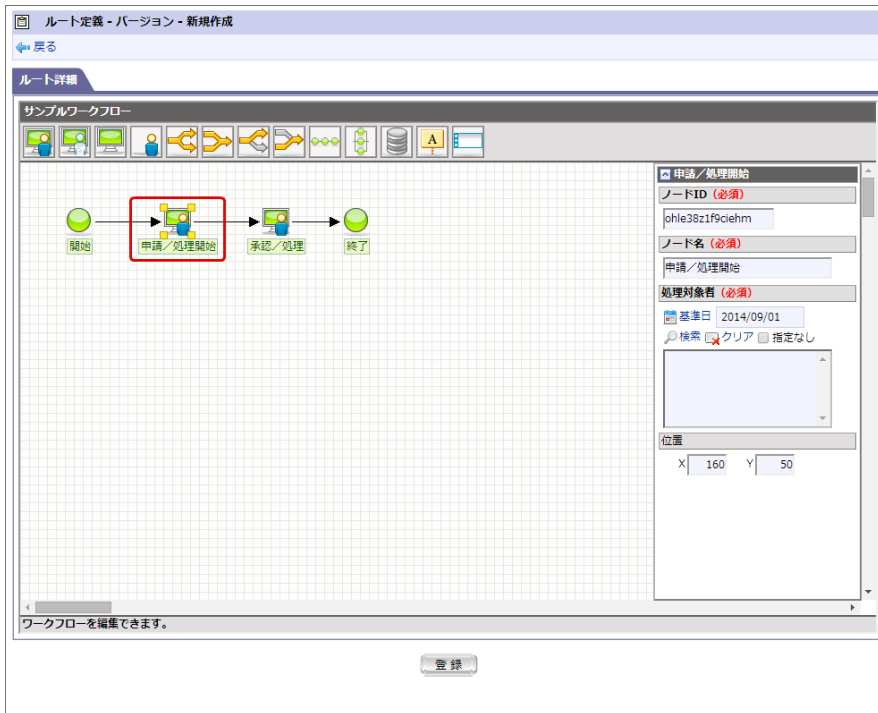 ルート定義 - バージョン - 新規作成
戻る
ルート詳細
サンプルワークフロー
A
開始
申請／処理開始
承認／処理
終了
申請／処理開始
ノードID（必須）
ohle38z1f9ciehm
ノード名（必須）
申請／処理開始
処理対象者（必須）
基準日 2014/09/01
検索 クリア 指定なし
位置
X 160 Y 50
ワークフローを編集できます。
登録